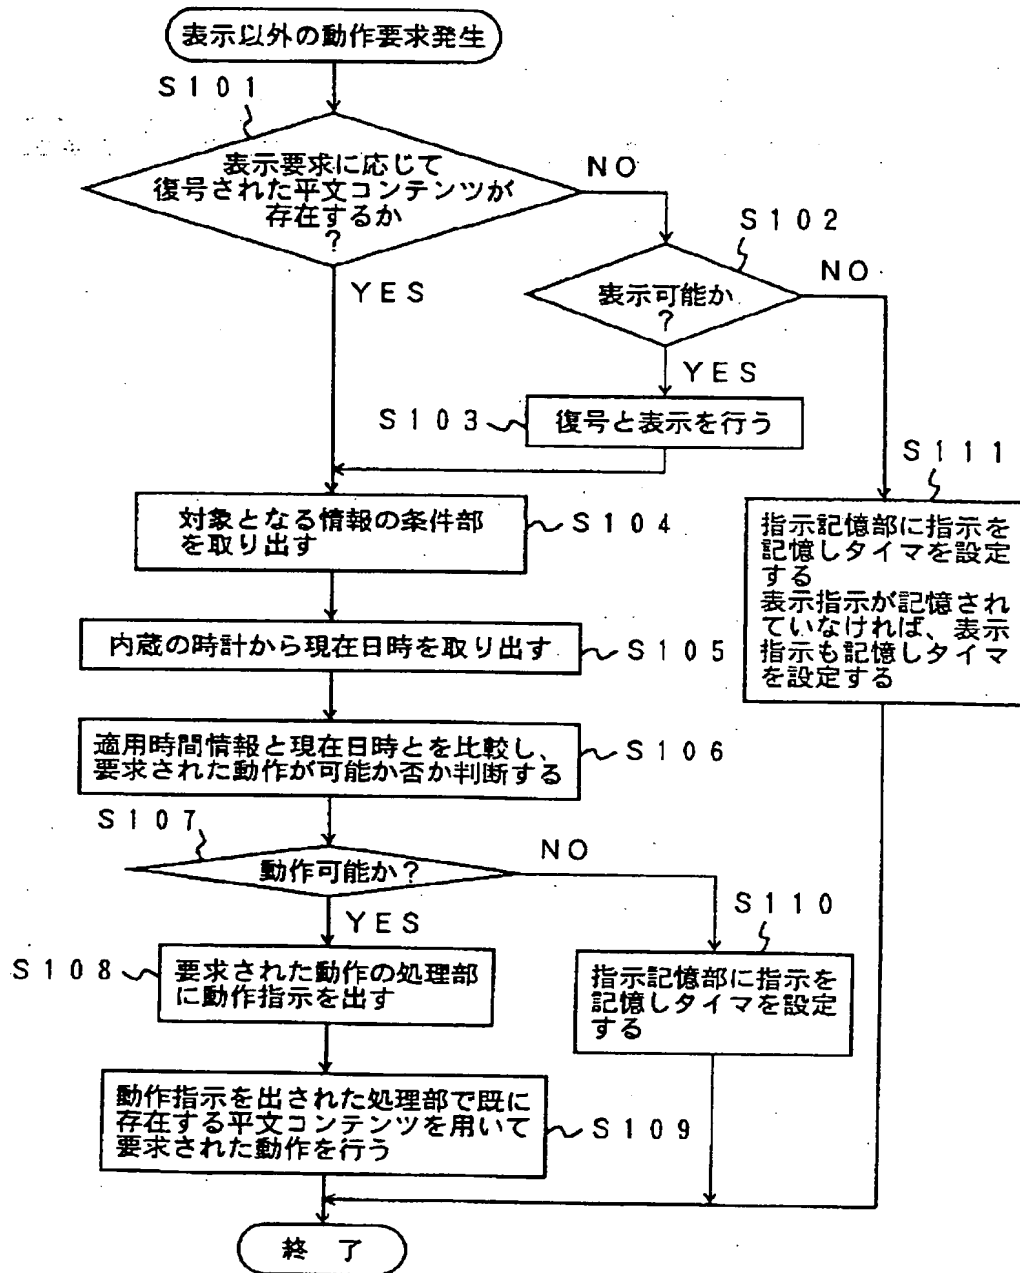 表示以外の動作要求発生
S101
表示要求に応じて
復号された平文コンテンツが
存在するか
?
NO
YES
S102
表示可能か
?
NO
YES
S103
復号と表示を行う
対象となる情報の条件部
を取り出す
S104
S111
指示記憶部に指示を
記憶しタイマを設定
する
表示指示が記憶され
ていなければ、表示
指示も記憶しタイマ
を設定する
内蔵の時計から現在日時を取り出す
S105
適用時間情報と現在日時とを比較し、
要求された動作が可能か否か判断する
S106
S107
動作可能か?
NO
YES
S108
要求された動作の処理部
に動作指示を出す
S110
指示記憶部に指示を
記憶しタイマを設定
する
動作指示を出された処理部で既に
存在する平文コンテンツを用いて
要求された動作を行う
S109
終 了